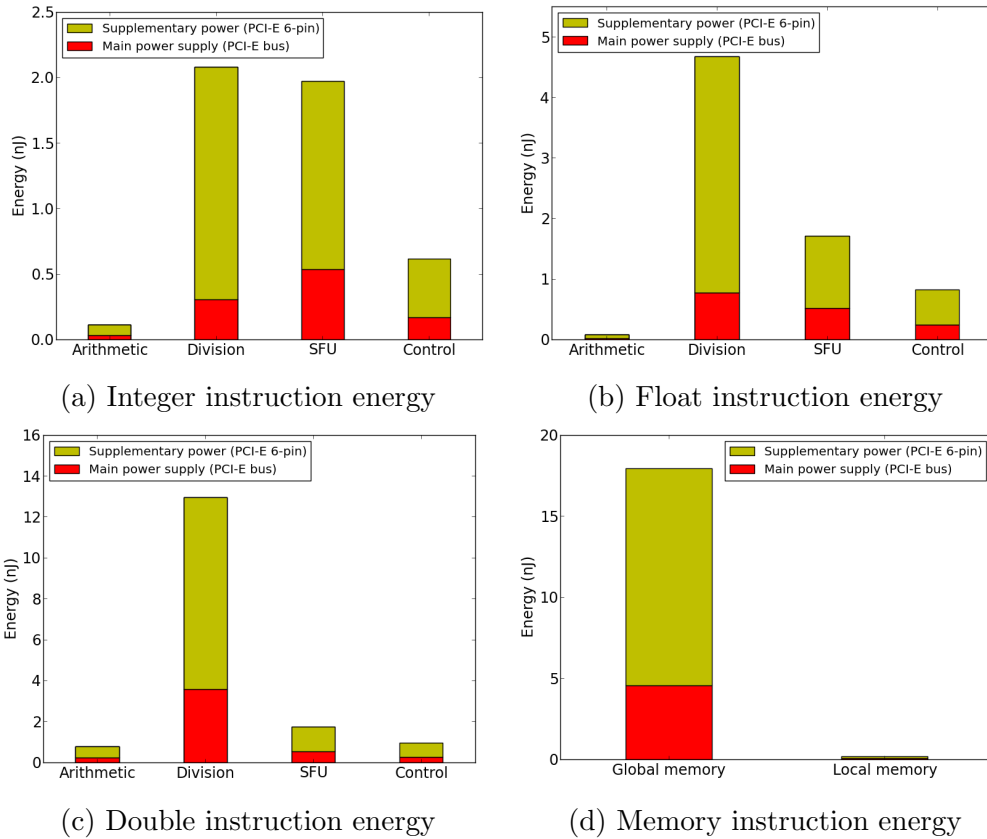 2.5
2.0
1.5
1.0
0.5
0.0
Energy (nJ)
Supplementary power (PCI-E 6-pin)
Main power supply (PCI-E bus)
Arithmetic Division SFU Control
(a) Integer instruction energy
5
4
3
2
1
0
Energy (nJ)
Supplementary power (PCI-E 6-pin)
Main power supply (PCI-E bus)
Arithmetic Division SFU Control
(b) Float instruction energy
16
14
12
10
8
6
4
2
0
Energy (nJ)
Supplementary power (PCI-E 6-pin)
Main power supply (PCI-E bus)
Arithmetic Division SFU Control
(c) Double instruction energy
20
15
10
5
0
Energy (nJ)
Supplementary power (PCI-E 6-pin)
Main power supply (PCI-E bus)
Global memory Local memory
(d) Memory instruction energy